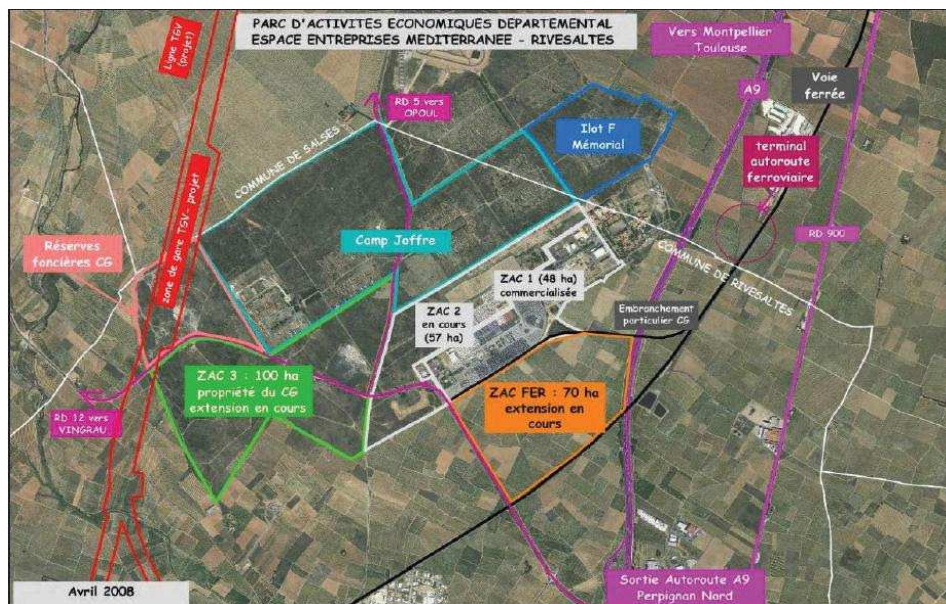 PARC D'ACTIVITES ECONOMIQUES DEPARTEMENTAL
ESPACE ENTREPRISES MEDITERRANEE - RIVESALTES
Ligne TGV
(projet)
RD 5 vers
OPOUL
Vers Montpellier
Toulouse
A9
Voie
ferrée
Ilot F
Mémorial
terminal
autoroute
ferroviaire
COMMUNE DE SALSES
zone de gare TGV- projet
Réserves
foncières CG
Camp Joffre
RD 900
COMMUNE DE RIVESALTES
ZAC 1 (48 ha)
commercialisée
ZAC 2
en cours
(57 ha)
Embranchement
particulier CG
ZAC 3 : 100 ha
propriété du CG
extension en cours
ZAC FER : 70 ha
extension en
cours
RD 12 vers
VINGRAU
Avril 2008
Sortie Autoroute A9
Perpignan Nord